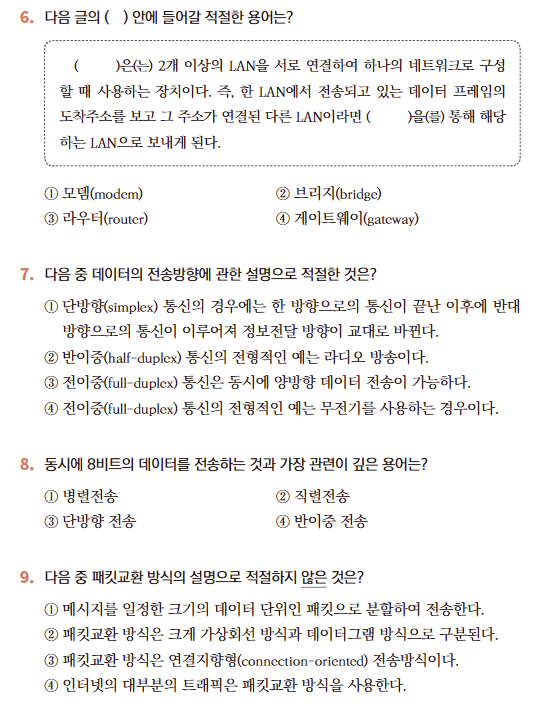 6. 다음 글의 (   ) 안에 들어갈 적절한 용어는?
(   )은(는) 2개 이상의 LAN을 서로 연결하여 하나의 네트워크로 구성
할 때 사용하는 장치이다. 즉, 한 LAN에서 전송되고 있는 데이터 프레임의
도착주소를 보고 그 주소가 연결된 다른 LAN이라면 (   )을(를) 통해 해당
하는 LAN으로 보내게 된다.
① 모뎀(modem) ② 브리지(bridge)
③ 라우터(router) ④ 게이트웨이(gateway)
7. 다음 중 데이터의 전송방향에 관한 설명으로 적절한 것은?
① 단방향(simplex) 통신의 경우에는 한 방향으로의 통신이 끝난 이후에 반대
방향으로의 통신이 이루어져 정보전달 방향이 교대로 바뀐다.
② 반이중(half-duplex) 통신의 전형적인 예는 라디오 방송이다.
③ 전이중(full-duplex) 통신은 동시에 양방향 데이터 전송이 가능하다.
④ 전이중(full-duplex) 통신의 전형적인 예는 무전기를 사용하는 경우이다.
8. 동시에 8비트의 데이터를 전송하는 것과 가장 관련이 깊은 용어는?
① 병렬전송 ② 직렬전송
③ 단방향 전송 ④ 반이중 전송
9. 다음 중 패킷교환 방식의 설명으로 적절하지 않은 것은?
① 메시지를 일정한 크기의 데이터 단위인 패킷으로 분할하여 전송한다.
② 패킷교환 방식은 크게 가상회선 방식과 데이터그램 방식으로 구분된다.
③ 패킷교환 방식은 연결지향형(connection-oriented) 전송방식이다.
④ 인터넷의 대부분의 트래픽은 패킷교환 방식을 사용한다.